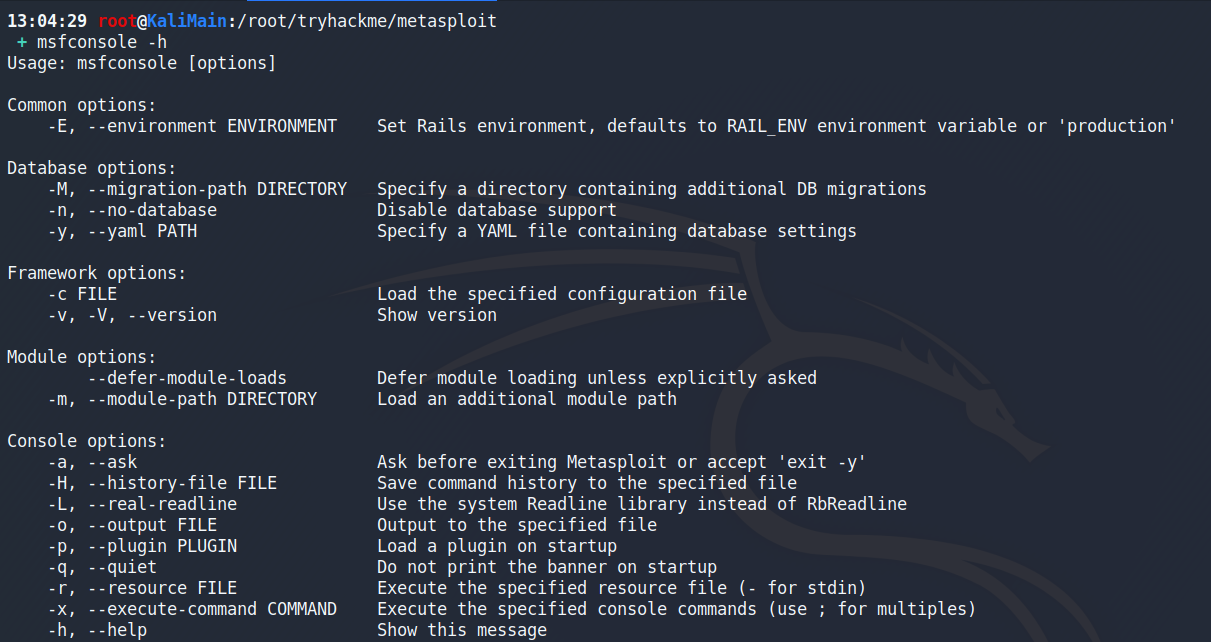 13:04:29 root@KaliMain:/root/tryhackme/metasploit
+ msfconsole -h
Usage: msfconsole [options]
Common options:
-E, --environment ENVIRONMENT Set Rails environment, defaults to RAIL_ENV environment variable or 'production'
Database options:
-M, --migration-path DIRECTORY Specify a directory containing additional DB migrations
-n, --no-database Disable database support
-y, --yaml PATH Specify a YAML file containing database settings
Framework options:
-c FILE Load the specified configuration file
-v, -V, --version Show version
Module options:
--defer-module-loads Defer module loading unless explicitly asked
-m, --module-path DIRECTORY Load an additional module path
Console options:
-a, --ask Ask before exiting Metasploit or accept 'exit -y'
-H, --history-file FILE Save command history to the specified file
-L, --real-readline Use the system Readline library instead of RbReadline
-o, --output FILE Output to the specified file
-p, --plugin PLUGIN Load a plugin on startup
-q, --quiet Do not print the banner on startup
-r, --resource FILE Execute the specified resource file (- for stdin)
-x, --execute-command COMMAND Execute the specified console commands (use ; for multiples)
-h, --help Show this message